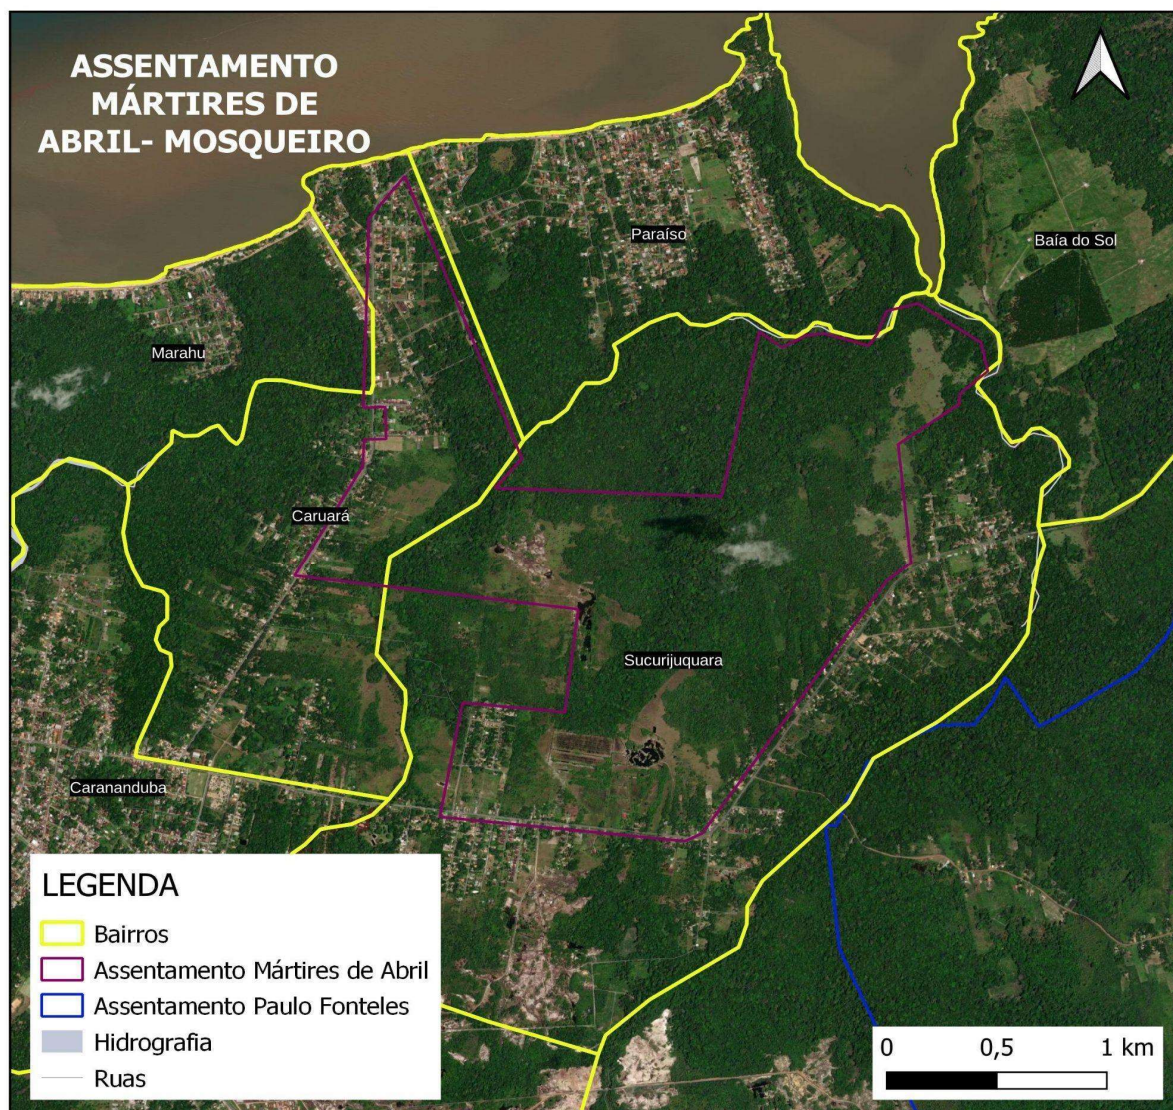 ASSENTAMENTO
MÁRTIRES DE
ABRIL- MOSQUEIRO
Paraíso
Baía do Sol
Marahu
Caruará
Sucurijuquara
Carananduba
LEGENDA
Bairros
Assentamento Mártires de Abril
Assentamento Paulo Fonteles
Hidrografia
Ruas
0 0,5 1 km